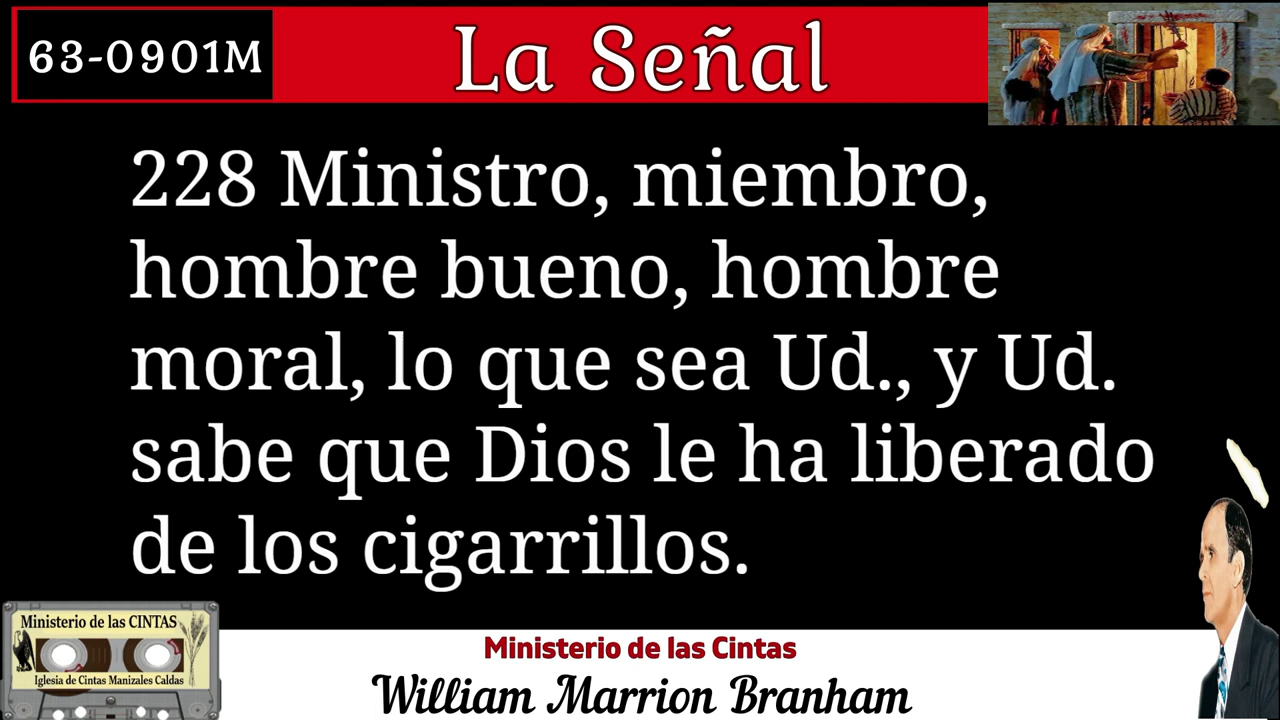 63-0901M
La Señal
228 Ministro, miembro,
hombre bueno, hombre
moral, lo que sea Ud., y Ud.
sabe que Dios le ha liberado
de los cigarrillos.
Ministerio de las CINTAS
Iglesia de Cintas Manizales Caldas
Ministerio de las Cintas
William Marrion Branham